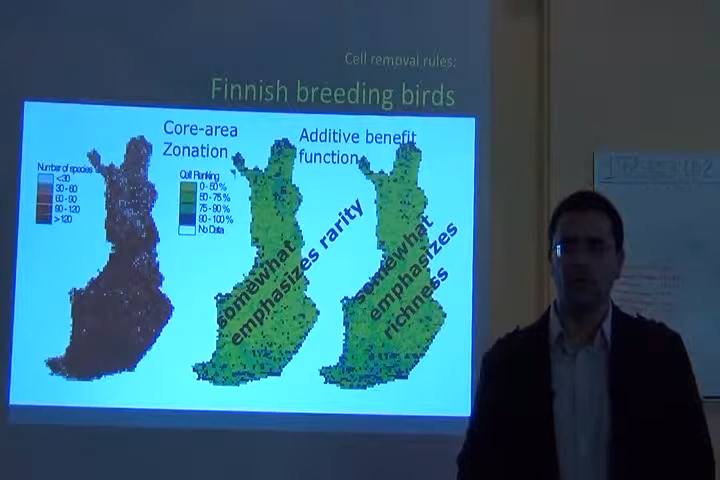 Cell removal rules:
Finnish breeding birds
Core-area
Zonation
Additive benefit
function
Number of species
<30
30 - 60
60 - 90
90 - 120
> 120
Cell Ranking
0 - 50 %
50 - 75 %
75 - 90 %
90 - 100 %
No Data
somewhat
emphasizes rarity
somewhat
emphasizes
richness